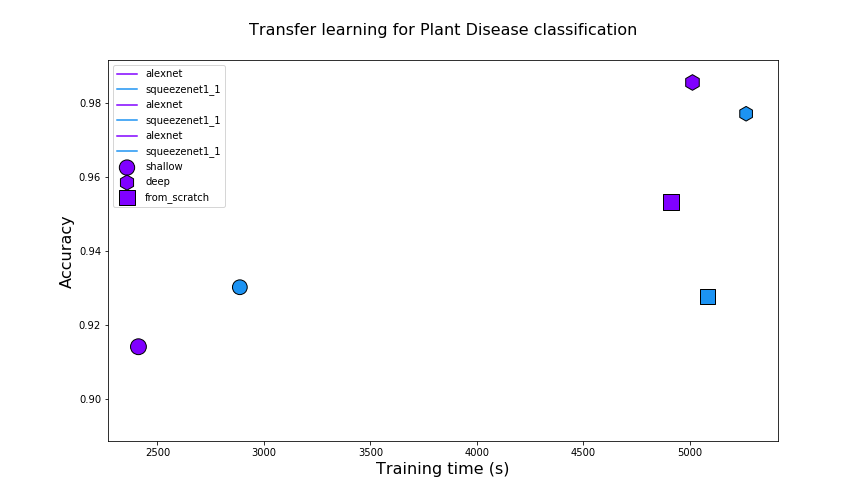 Transfer learning for Plant Disease classification
alexnet
squeezenet1_1
alexnet
squeezenet1_1
alexnet
squeezenet1_1
shallow
deep
from_scratch
Accuracy
0.98
0.96
0.94
0.92
0.90
2500 3000 3500 4000 4500 5000
Training time (s)